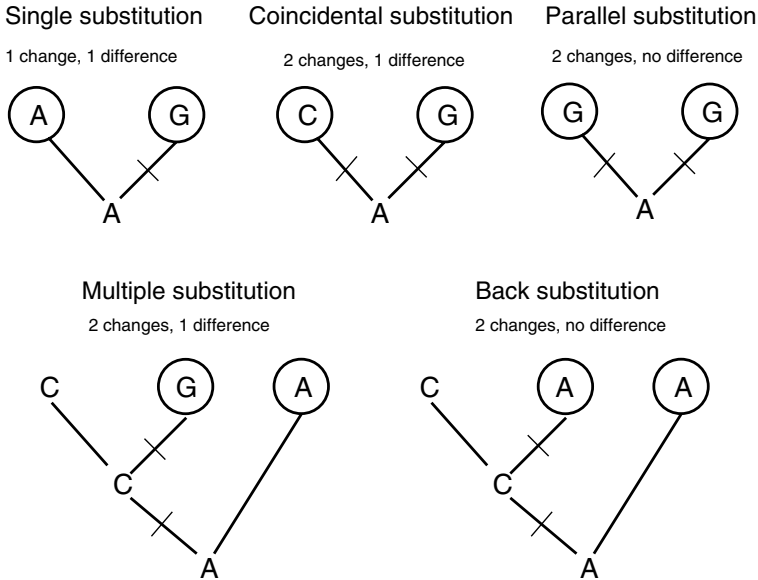 Single substitution
1 change, 1 difference
A G
A
Coincidental substitution
2 changes, 1 difference
C G
A
Parallel substitution
2 changes, no difference
G G
A
Multiple substitution
2 changes, 1 difference
C G A
C
A
Back substitution
2 changes, no difference
C A A
C
A